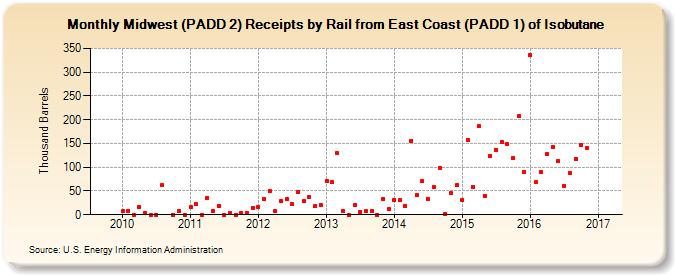 Monthly Midwest (PADD 2) Receipts by Rail from East Coast (PADD 1) of Isobutane
Thousand Barrels
350
300
250
200
150
100
50
0
2010 2011 2012 2013 2014 2015 2016 2017
Source: U.S. Energy Information Administration